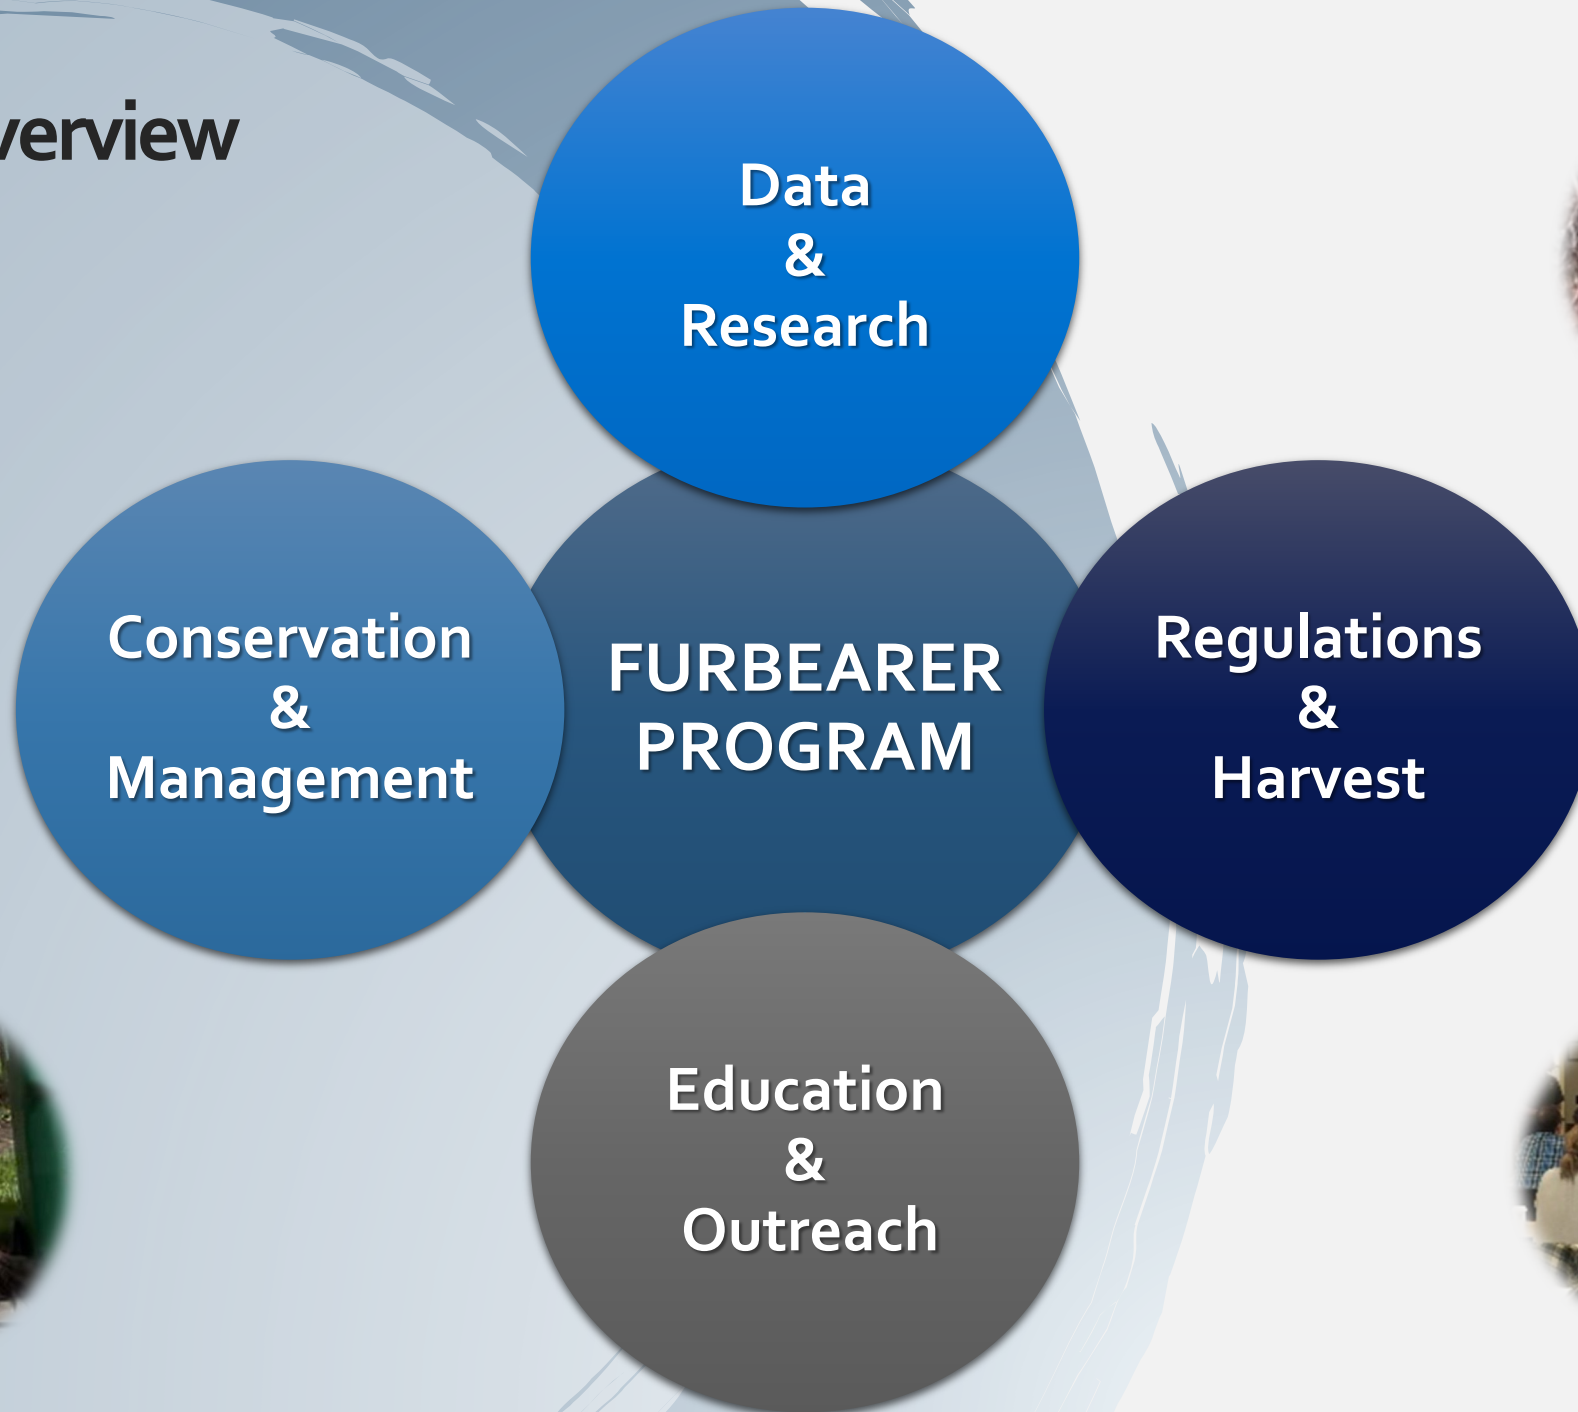 verview
Data
&
Research
Conservation
&
Management
FURBEARER
PROGRAM
Regulations
&
Harvest
Education
&
Outreach